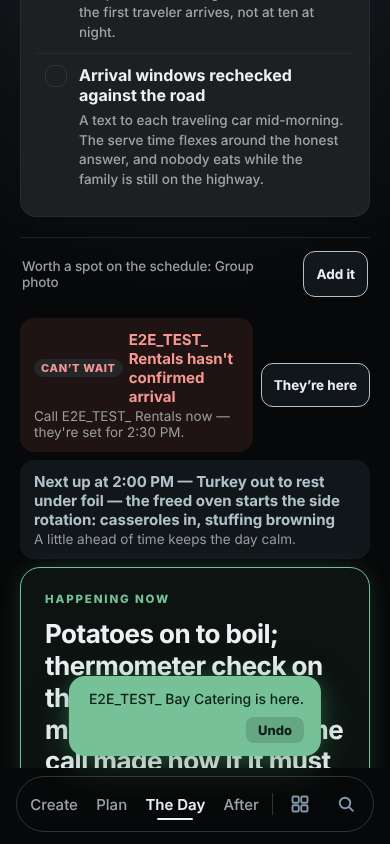 the first traveler arrives, not at ten at
night.
Arrival windows rechecked
against the road
A text to each traveling car mid-morning.
The serve time flexes around the honest
answer, and nobody eats while the
family is still on the highway.
Worth a spot on the schedule: Group
photo
Add it
CAN'T WAIT
E2E_TEST_
Rentals hasn't
confirmed
arrival
Call E2E_TEST_ Rentals now —
they're set for 2:30 PM.
They’re here
Next up at 2:00 PM — Turkey out to rest
under foil — the freed oven starts the side
rotation: casseroles in, stuffing browning
A little ahead of time keeps the day calm.
HAPPENING NOW
Potatoes on to boil;
thermometer check on
E2E_TEST_ Bay Catering is here.
Undo
call made now if it must
Create
Plan
The Day
After